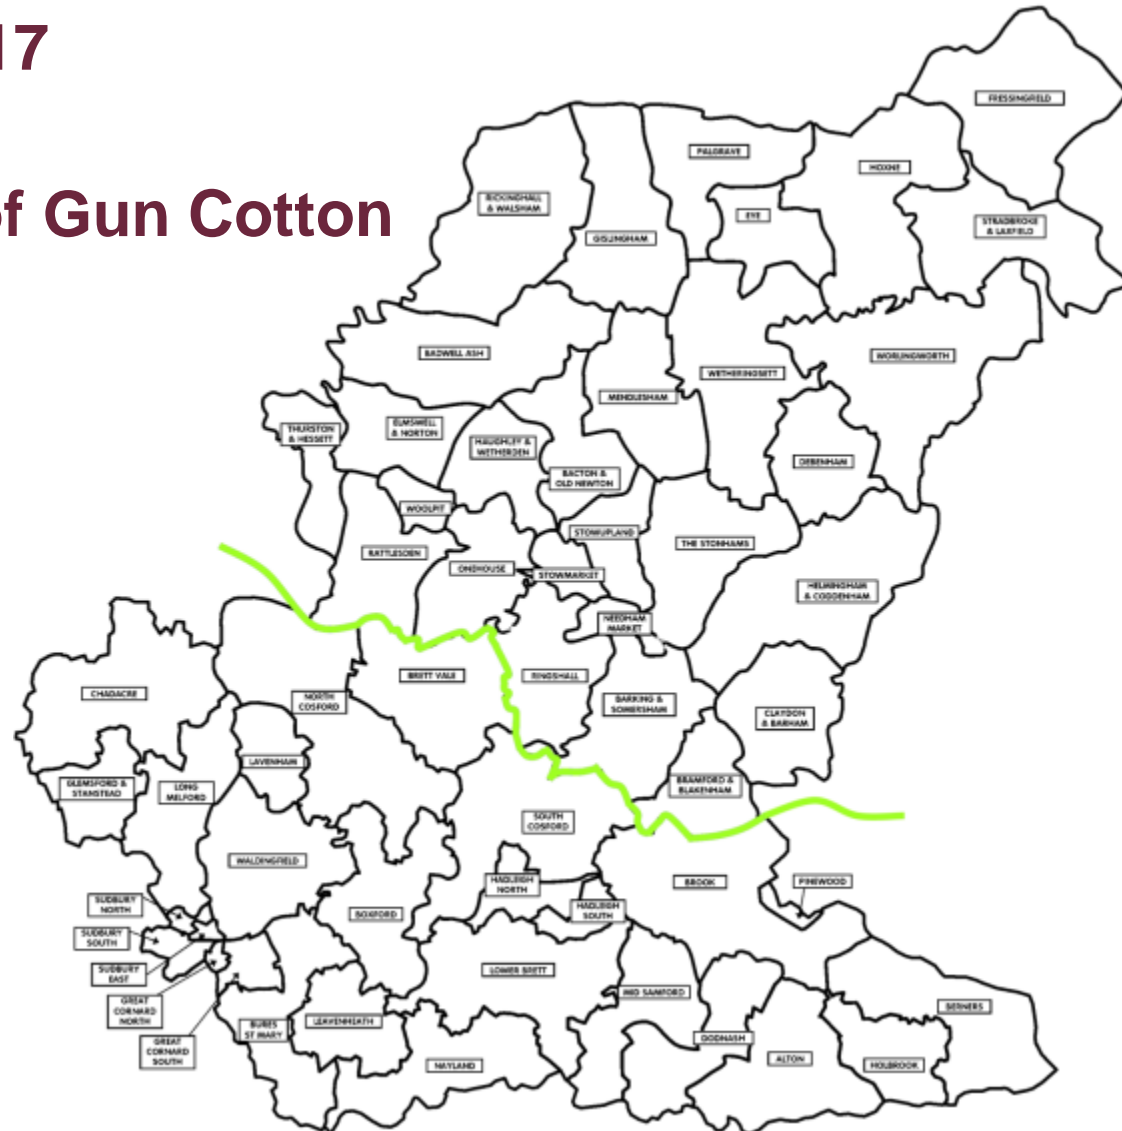 17
of Gun Cotton
FRESSINGFIELD
PALGRAVE
HOXNE
RICKINGHALL
& WALSHAM
EYE
STRADBROKE
& LAXFIELD
GISLINGHAM
BADWELL ASH
WORLINGWORTH
WETHERINGSETT
MENDLESHAM
THURSTON
& HESSETT
ELMSWELL
& NORTON
HAUGHLEY &
WETHERDEN
DEBENHAM
BACTON &
OLD NEWTON
WOOLPIT
STOWUPLAND
THE STONHAMS
RATTLESDEN
ONEHOUSE
STOWMARKET
HELMINGHAM
& CODDENHAM
NEEDHAM
MARKET
BRETT VALE
RINGSHALL
CHADACRE
NORTH
COSFORD
BARKING &
SOMERSHAM
CLAYDON
& BARHAM
LAVENHAM
GLEMSFORD &
STANSTEAD
LONG
MELFORD
BRAMFORD &
BLAKENHAM
SOUTH
COSFORD
WALDINGFIELD
HADLEIGH
NORTH
BROOK
PINEWOOD
SUDBURY
NORTH
BOXFORD
HADLEIGH
SOUTH
SUDBURY
SOUTH
SUDBURY
EAST
LOWER BRETT
MID SAMFORD
GREAT
CORNARD
NORTH
BERNERS
BURES
ST MARY
LEAVENHEATH
DODNASH
GREAT
CORNARD
SOUTH
NAYLAND
ALTON
HOLBROOK